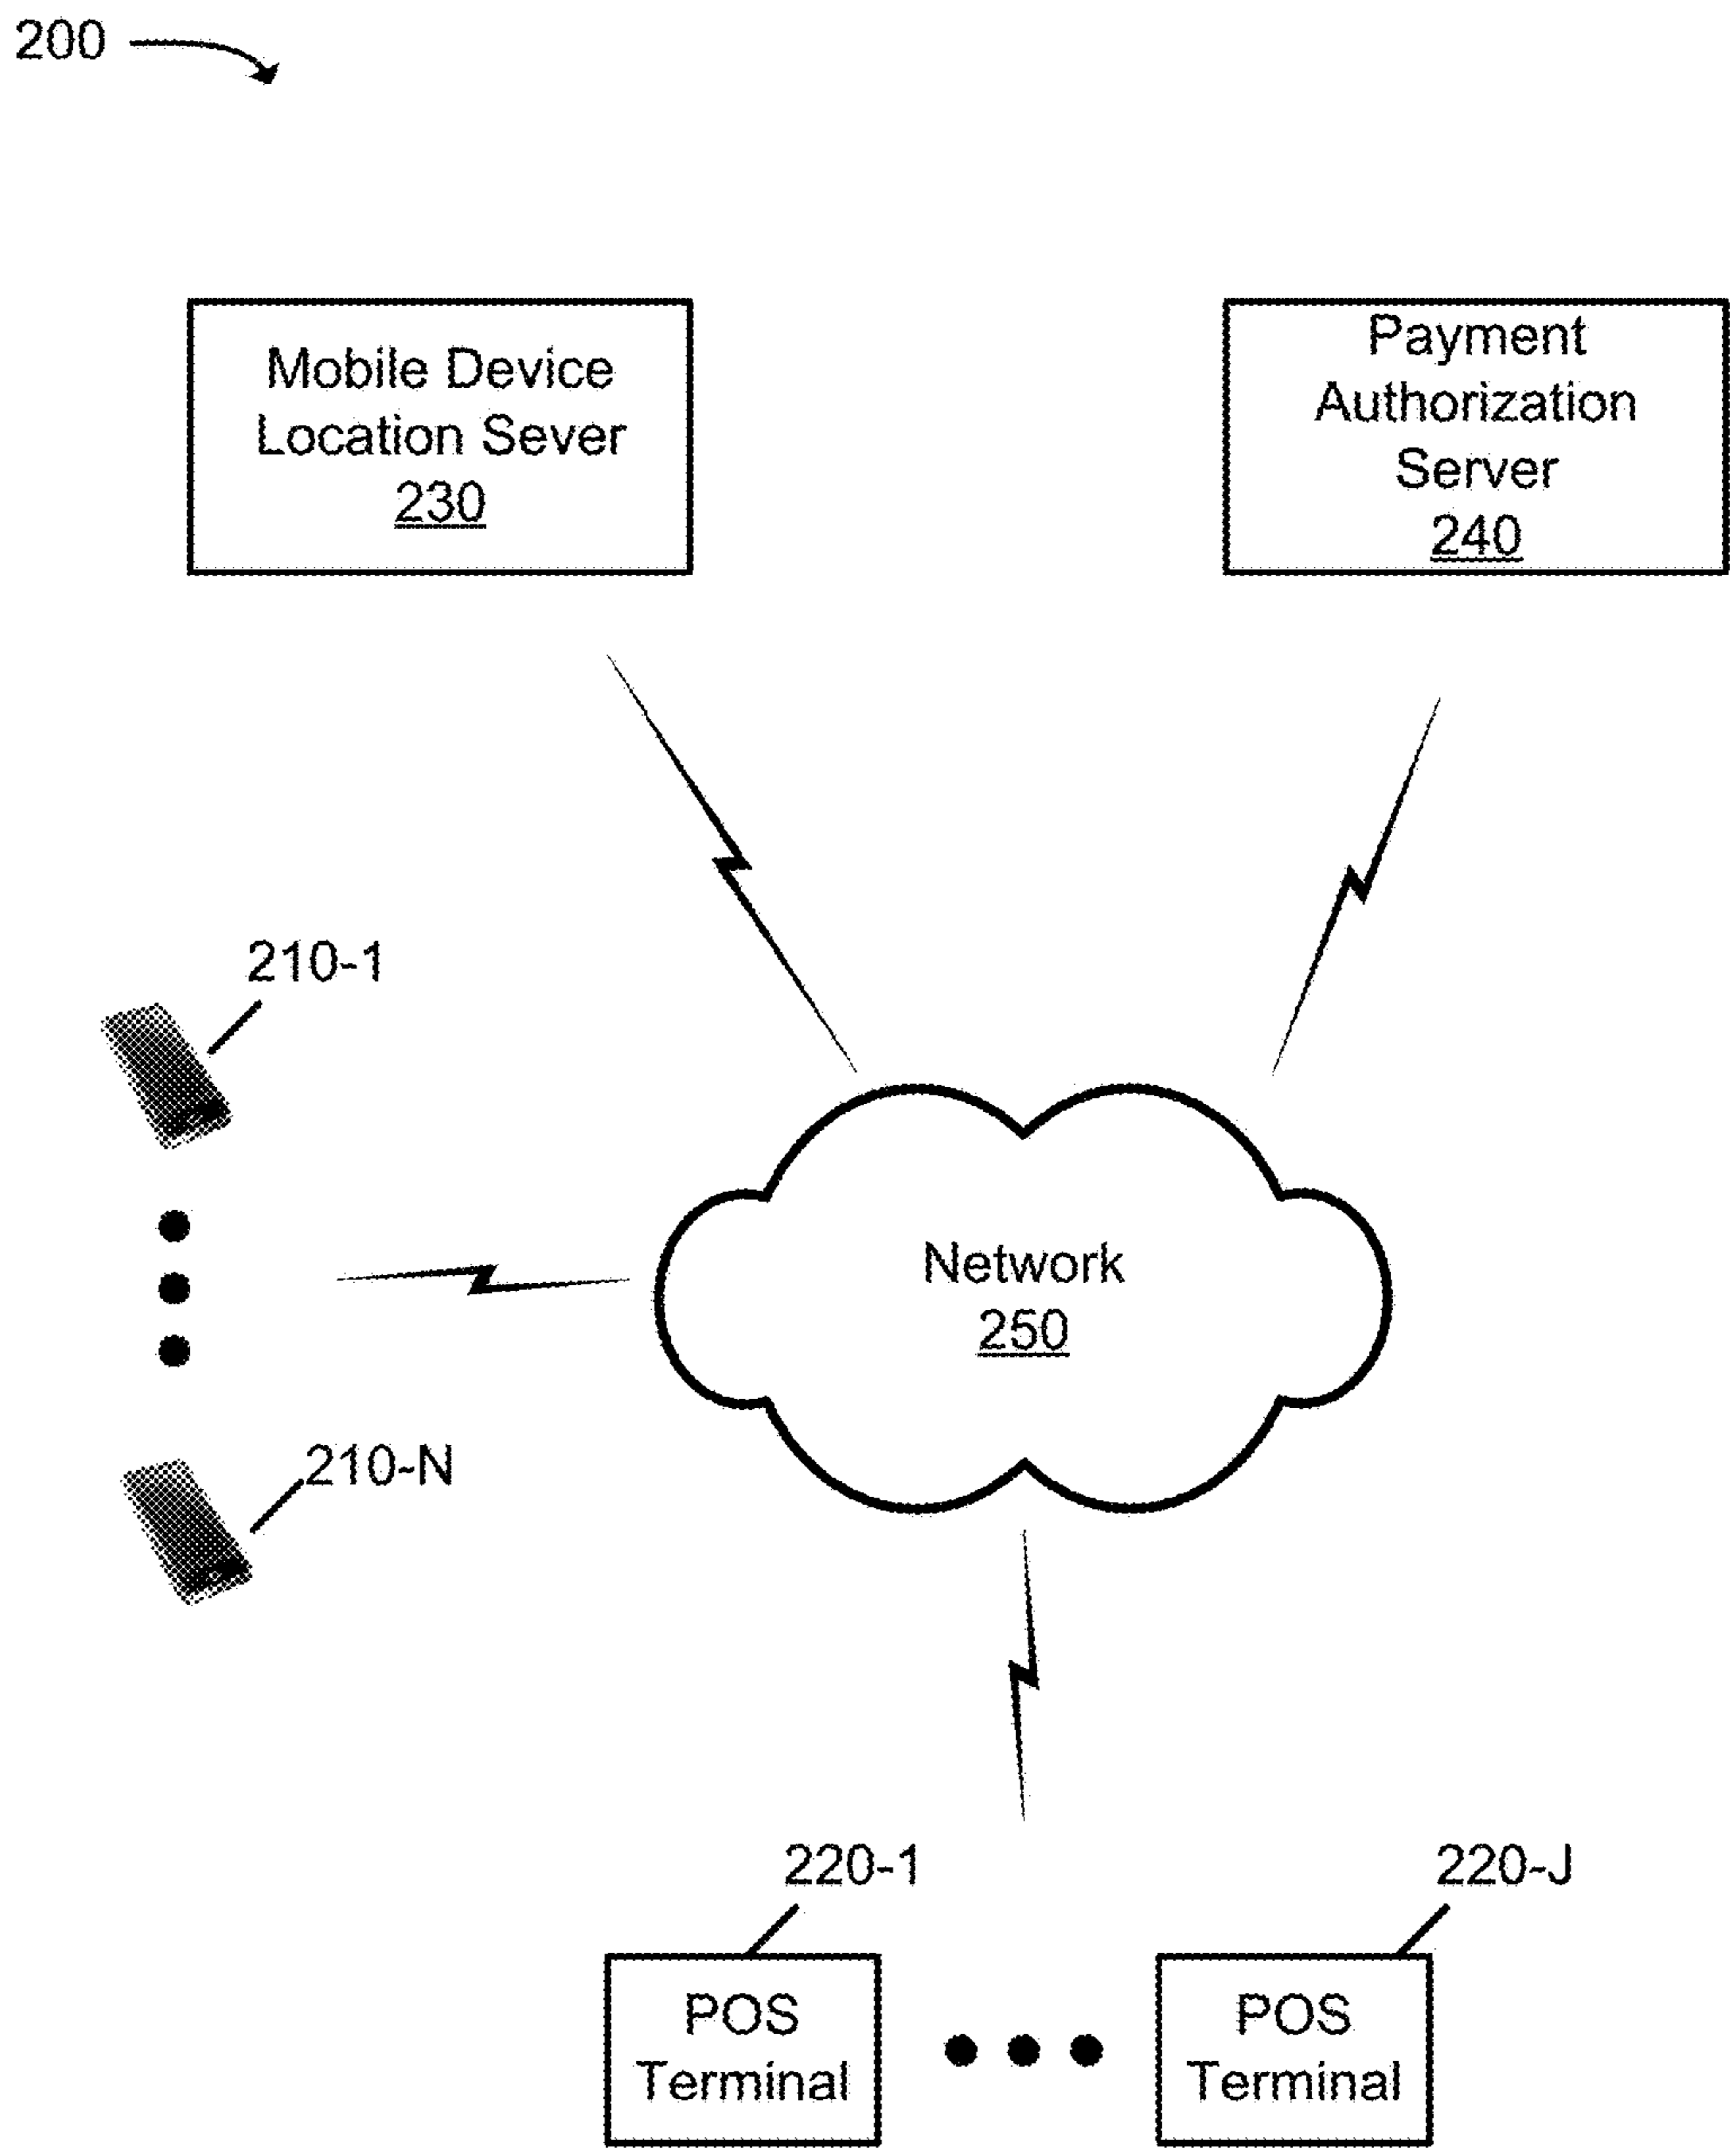 200
Mobile Device
Location Sever
230
Payment
Authorization
Server
240
210-1
Network
250
210-N
220-1
220-J
POS
Terminal
POS
Terminal